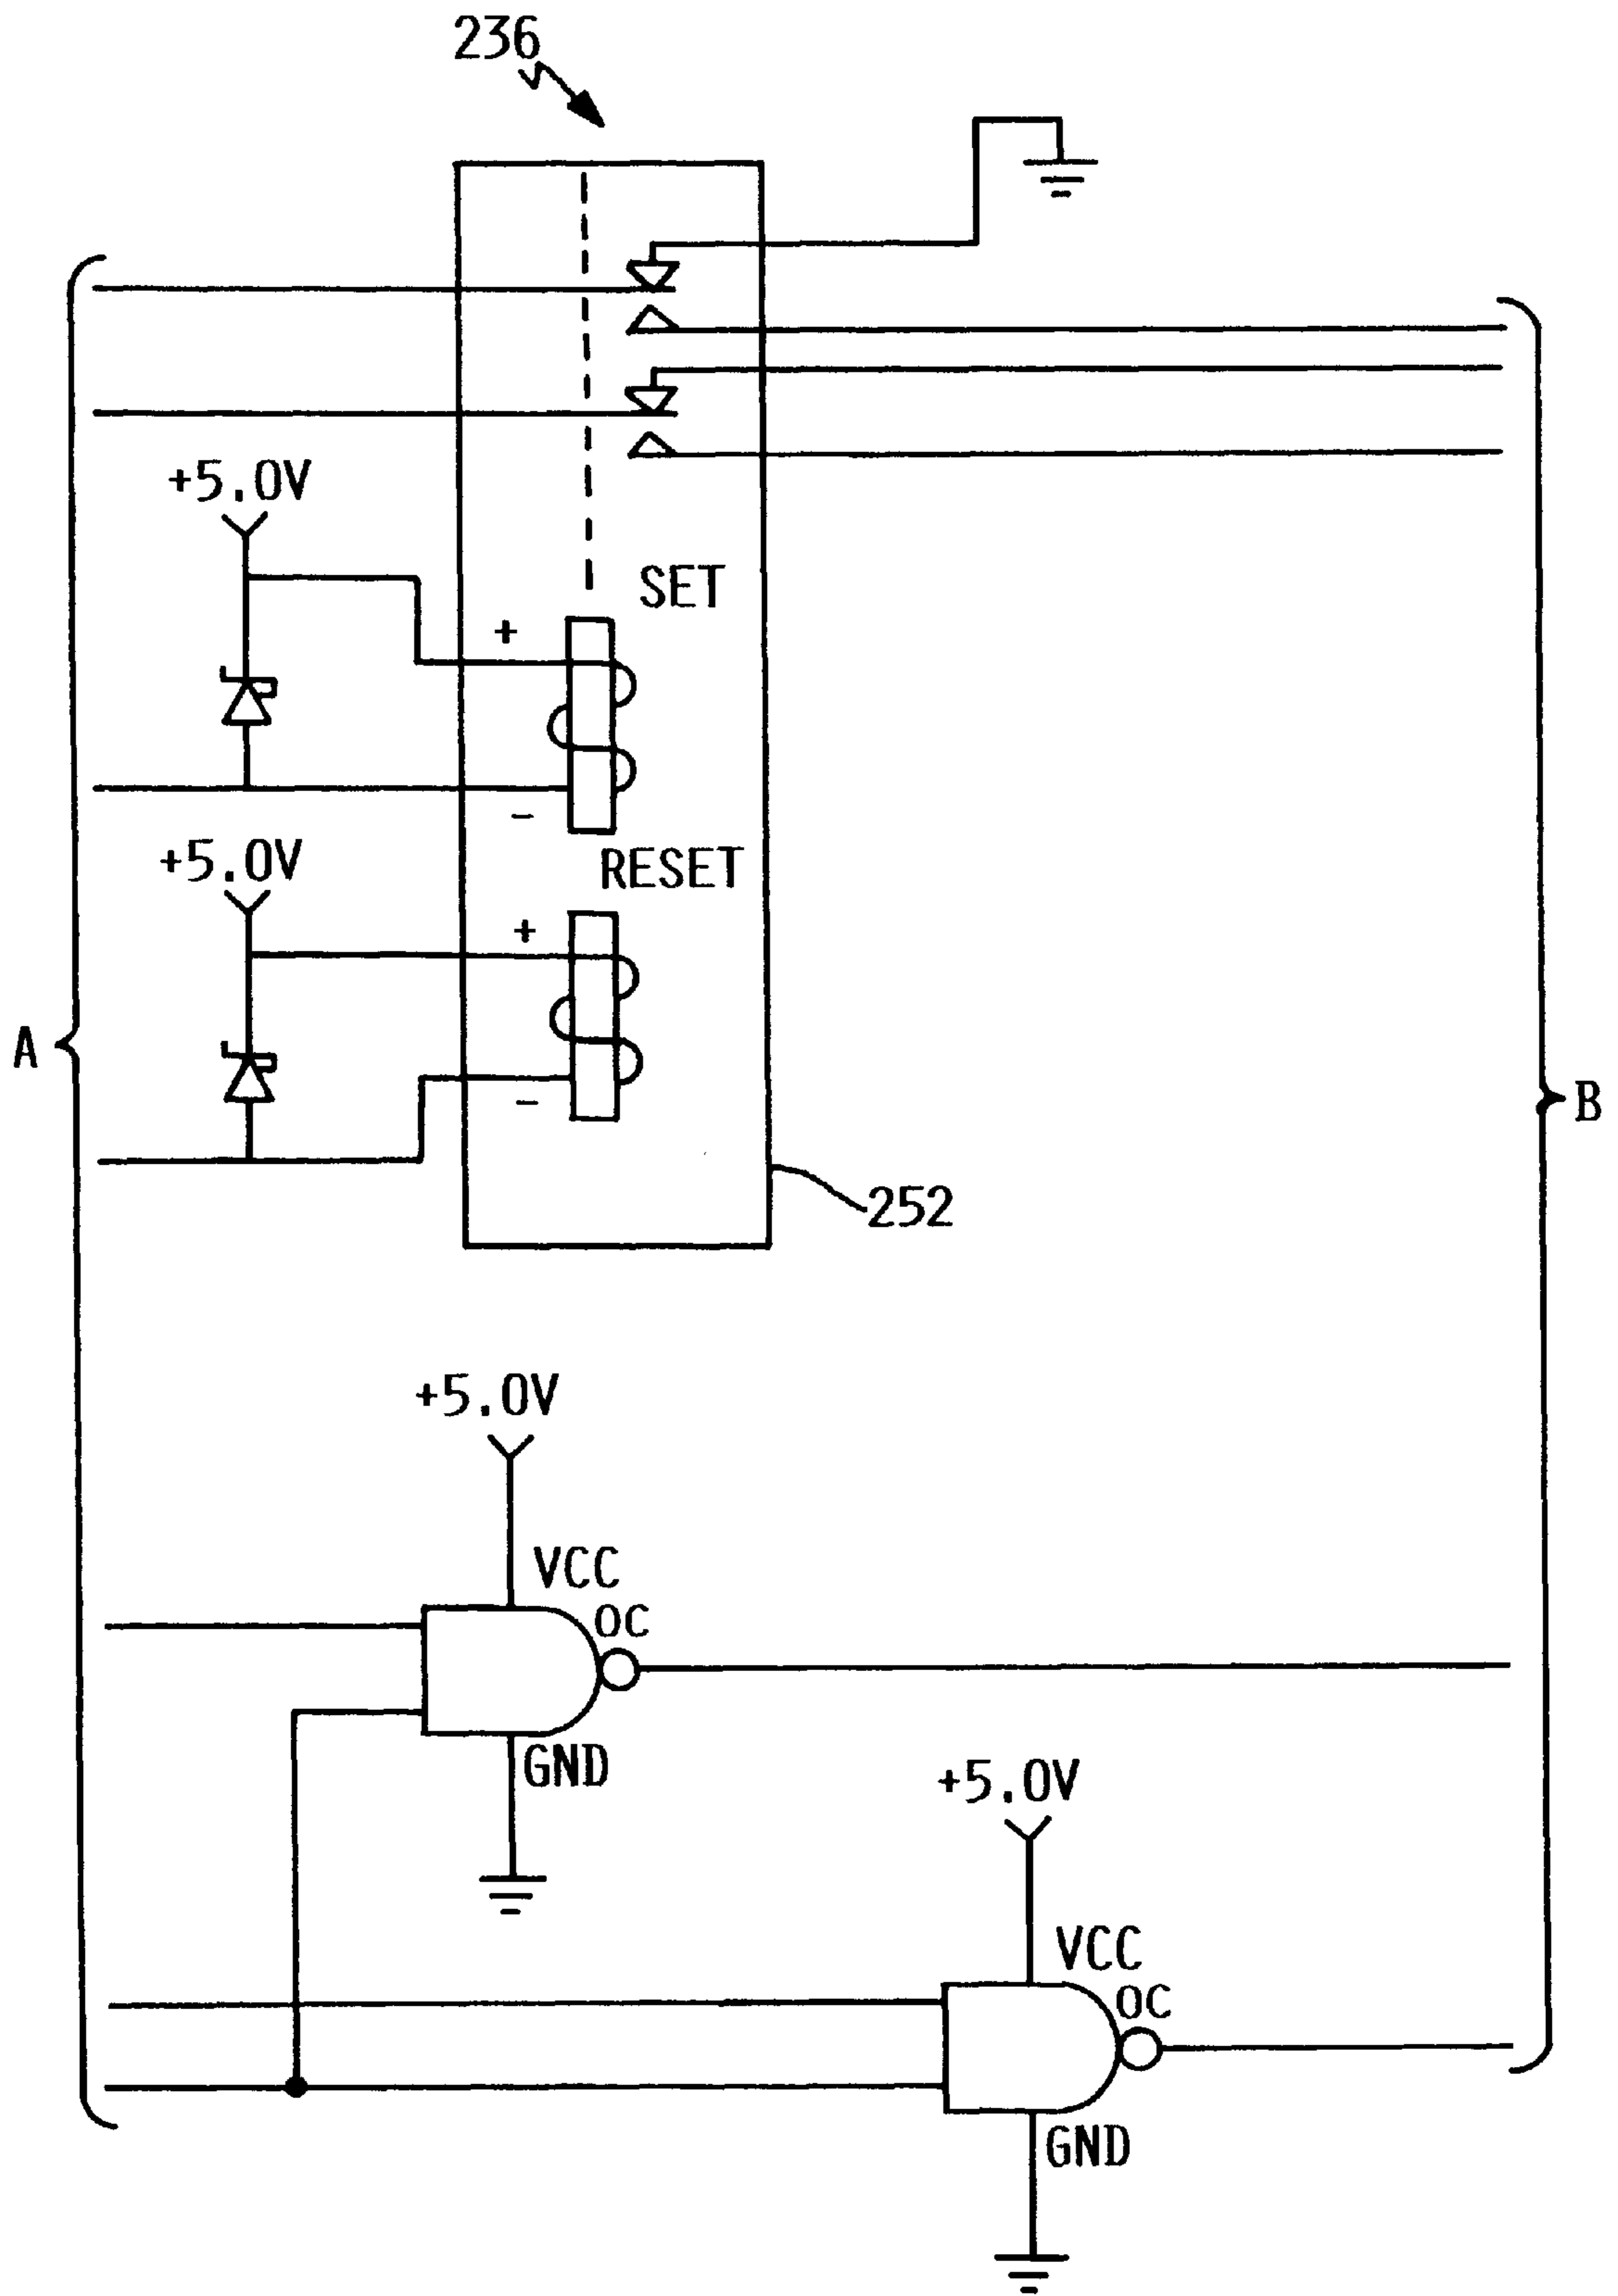 236
+5.0V
SET
+
-
+5.0V
RESET
+
-
A
B
252
+5.0V
VCC
OC
GND
+5.0V
VCC
OC
GND